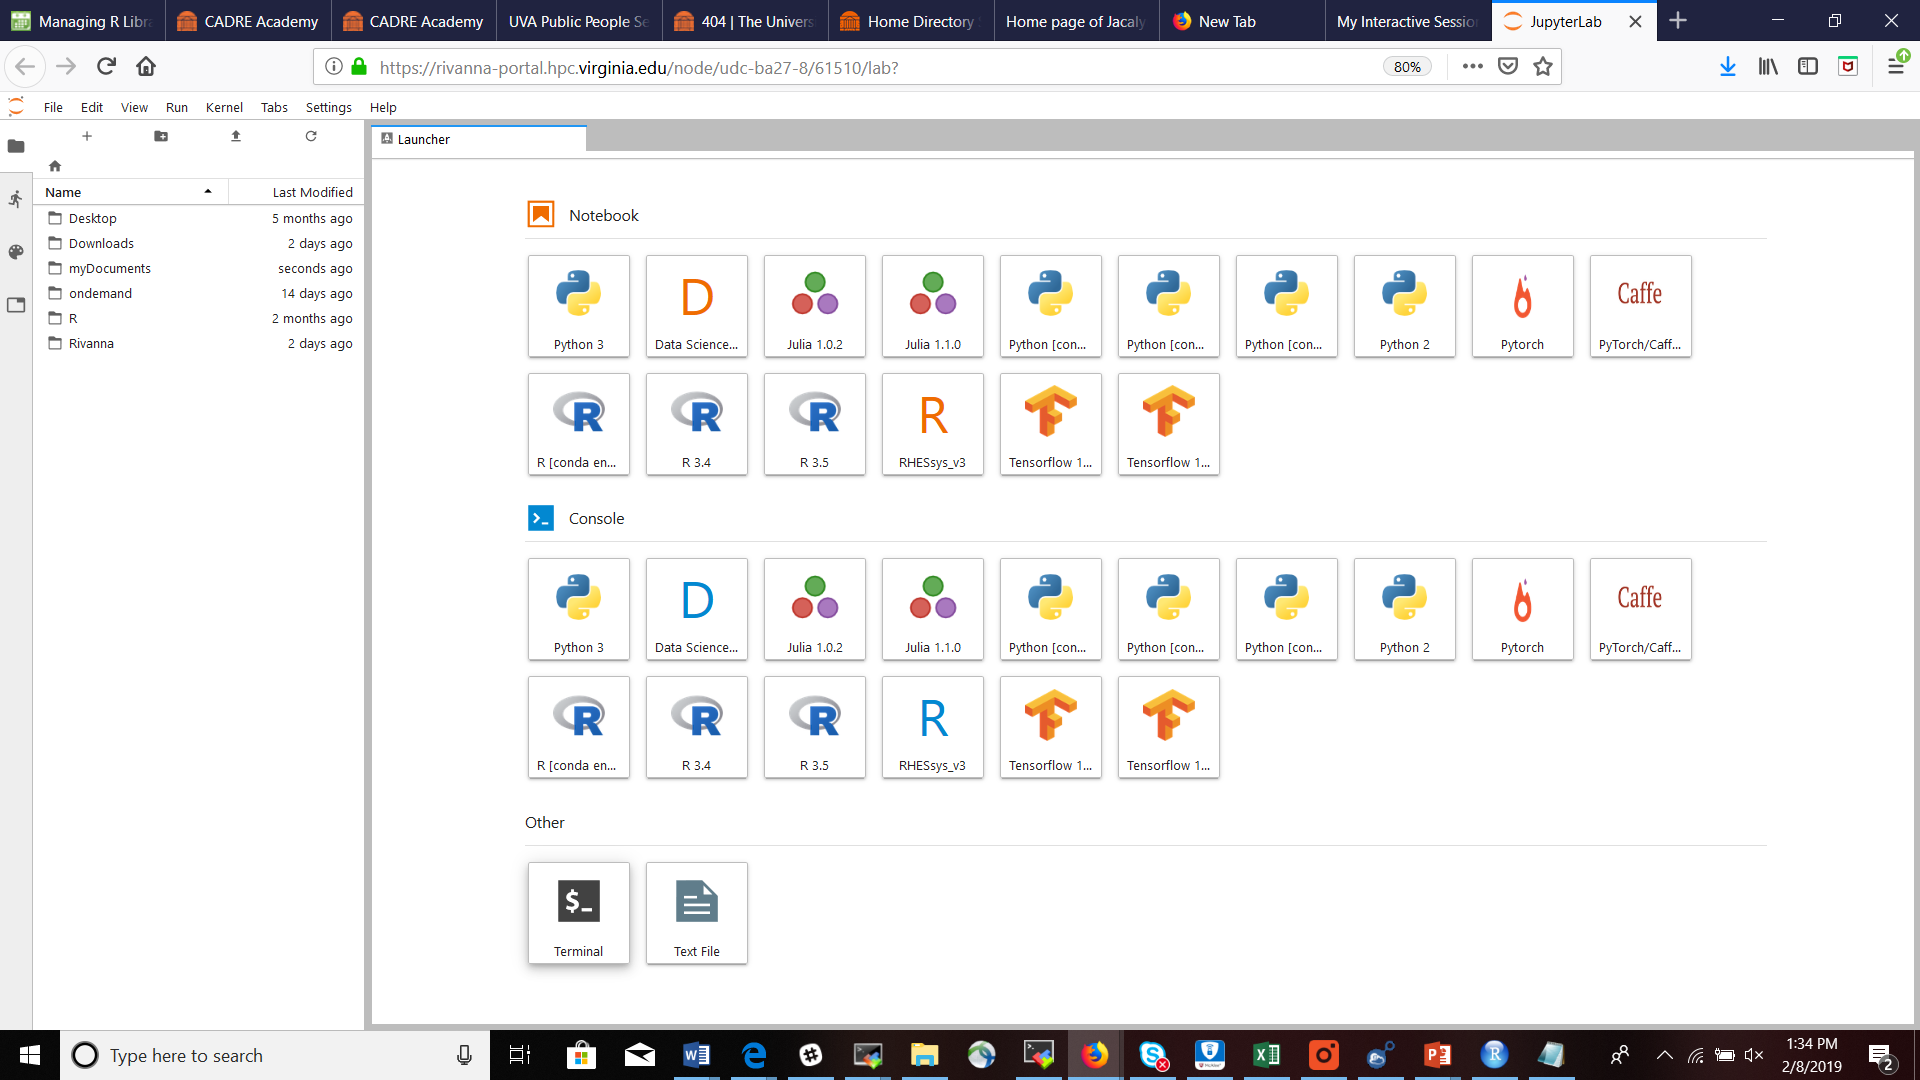 Managing R Libra
CADRE Academy
CADRE Academy
UVA Public People Se
404 | The Univers
Home Directory
Home page of Jacaly
New Tab
My Interactive Session
JupyterLab
https://rivanna-portal.hpc.virginia.edu/node/udc-ba27-8/61510/lab?
80%
File Edit View Run Kernel Tabs Settings Help
Launcher
Name Last Modified
Desktop 5 months ago
Downloads 2 days ago
myDocuments seconds ago
ondemand 14 days ago
R 2 months ago
Rivanna 2 days ago
Notebook
D
Caffe
Python 3 Data Science... Julia 1.0.2 Julia 1.1.0 Python [con... Python [con... Python [con... Python 2 Pytorch PyTorch/Caff...
R R R R
R [conda en... R 3.4 R 3.5 RHESsys_v3 Tensorflow 1... Tensorflow 1...
Console
D
Caffe
Python 3 Data Science... Julia 1.0.2 Julia 1.1.0 Python [con... Python [con... Python [con... Python 2 Pytorch PyTorch/Caff...
R R R R
R [conda en... R 3.4 R 3.5 RHESsys_v3 Tensorflow 1... Tensorflow 1...
Other
$_
Terminal Text File
Type here to search
1:34 PM
2/8/2019
2